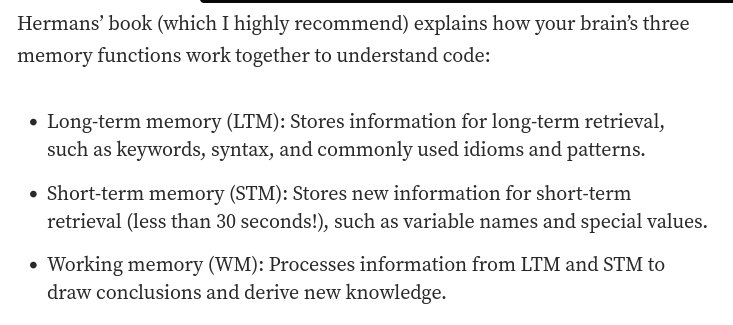 Hermans’ book (which I highly recommend) explains how your brain’s three
memory functions work together to understand code:
• Long-term memory (LTM): Stores information for long-term retrieval,
such as keywords, syntax, and commonly used idioms and patterns.
• Short-term memory (STM): Stores new information for short-term
retrieval (less than 30 seconds!), such as variable names and special values.
• Working memory (WM): Processes information from LTM and STM to
draw conclusions and derive new knowledge.